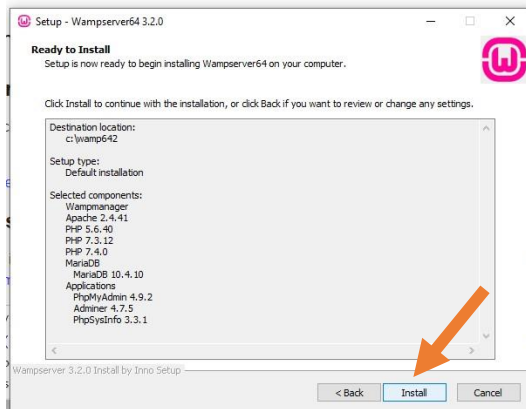 Setup - Wampserver64 3.2.0
Ready to Install
Setup is now ready to begin installing Wampserver64 on your computer.
Click Install to continue with the installation, or click Back if you want to review or change any settings.
Destination location:
c:\wamp642
Setup type:
Default installation
Selected components:
Wampmanager
Apache 2.4.41
PHP 5.6.40
PHP 7.3.12
PHP 7.4.0
MariaDB
MariaDB 10.4.10
Applications
PhpMyAdmin 4.9.2
Adminer 4.7.5
PhpSysInfo 3.3.1
Wampserver 3.2.0 Install by Inno Setup
< Back Install Cancel